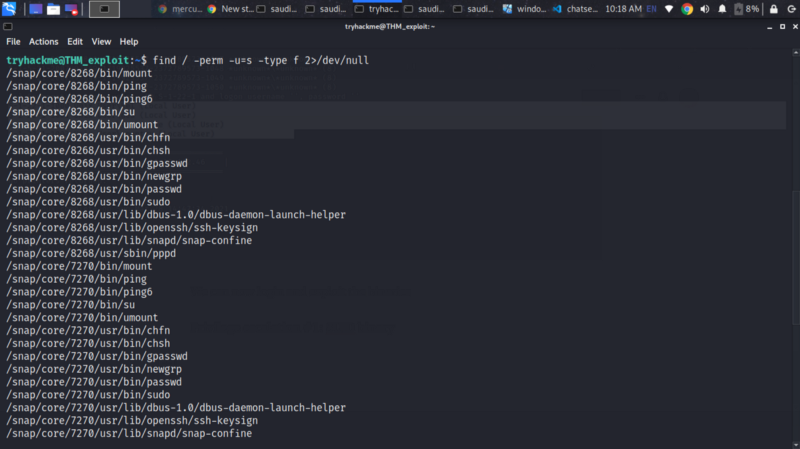 mercu...
New st...
saudi...
saudi...
tryhac...
saudi...
saudi...
windo...
chatse...
10:18 AM
EN
8%
tryhackme@THM_exploit: ~
File Actions Edit View Help
tryhackme@THM_exploit:~$ find / -perm -u=s -type f 2>/dev/null
/snap/core/8268/bin/mount
/snap/core/8268/bin/ping
/snap/core/8268/bin/ping6
/snap/core/8268/bin/su
/snap/core/8268/bin/umount
/snap/core/8268/usr/bin/chfn
/snap/core/8268/usr/bin/chsh
/snap/core/8268/usr/bin/gpasswd
/snap/core/8268/usr/bin/newgrp
/snap/core/8268/usr/bin/passwd
/snap/core/8268/usr/bin/sudo
/snap/core/8268/usr/lib/dbus-1.0/dbus-daemon-launch-helper
/snap/core/8268/usr/lib/openssh/ssh-keysign
/snap/core/8268/usr/lib/snapd/snap-confine
/snap/core/8268/usr/sbin/pppd
/snap/core/7270/bin/mount
/snap/core/7270/bin/ping
/snap/core/7270/bin/ping6
/snap/core/7270/bin/su
/snap/core/7270/bin/umount
/snap/core/7270/usr/bin/chfn
/snap/core/7270/usr/bin/chsh
/snap/core/7270/usr/bin/gpasswd
/snap/core/7270/usr/bin/newgrp
/snap/core/7270/usr/bin/passwd
/snap/core/7270/usr/bin/sudo
/snap/core/7270/usr/lib/dbus-1.0/dbus-daemon-launch-helper
/snap/core/7270/usr/lib/openssh/ssh-keysign
/snap/core/7270/usr/lib/snapd/snap-confine